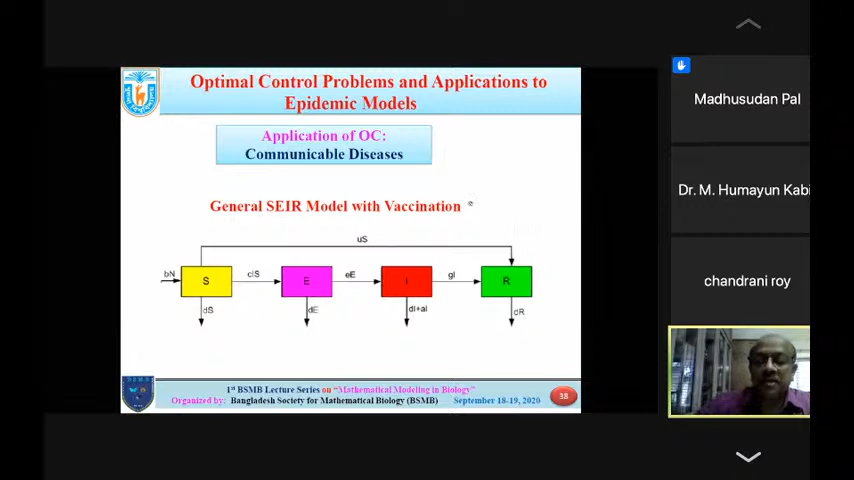 Optimal Control Problems and Applications to
Epidemic Models
Application of OC:
Communicable Diseases
General SEIR Model with Vaccination
uS
bN
S
cIS
E
eE
I
gI
R
dS
dE
dI+aI
dR
1st BSMB Lecture Series on "Mathematical Modeling in Biology"
Organized by: Bangladesh Society for Mathematical Biology (BSMB) September 18-19, 2020
38
Madhusudan Pal
Dr. M. Humayun Kabi
chandrani roy